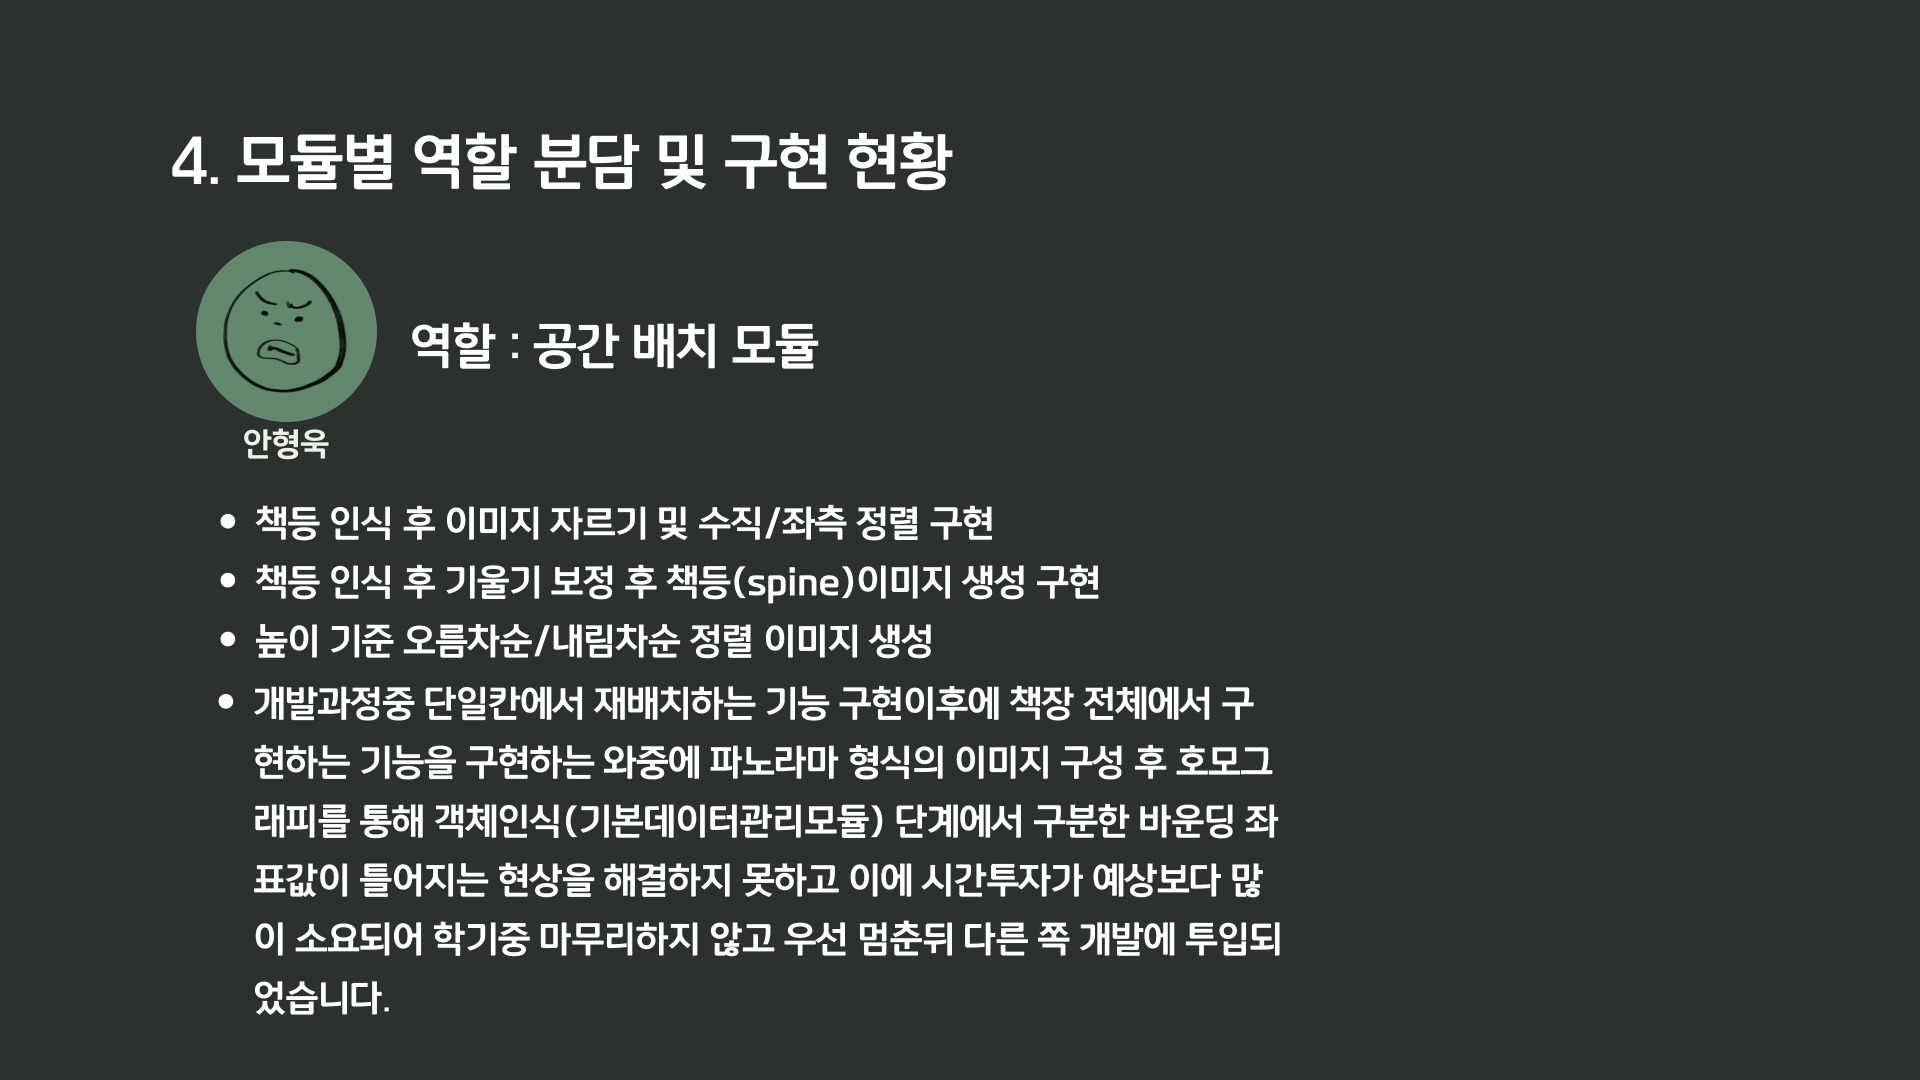 4. 모듈별 역할 분담 및 구현 현황
역할 : 공간 배치 모듈
안형욱
• 책등 인식 후 이미지 자르기 및 수직/좌측 정렬 구현
• 책등 인식 후 기울기 보정 후 책등(spine)이미지 생성 구현
• 높이 기준 오름차순/내림차순 정렬 이미지 생성
• 개발과정중 단일칸에서 재배치하는 기능 구현이후에 책장 전체에서 구
현하는 기능을 구현하는 와중에 파노라마 형식의 이미지 구성 후 호모그
래피를 통해 객체인식(기본데이터관리모듈) 단계에서 구분한 바운딩 좌
표값이 틀어지는 현상을 해결하지 못하고 이에 시간투자가 예상보다 많
이 소요되어 학기중 마무리하지 않고 우선 멈춘뒤 다른 쪽 개발에 투입되
었습니다.